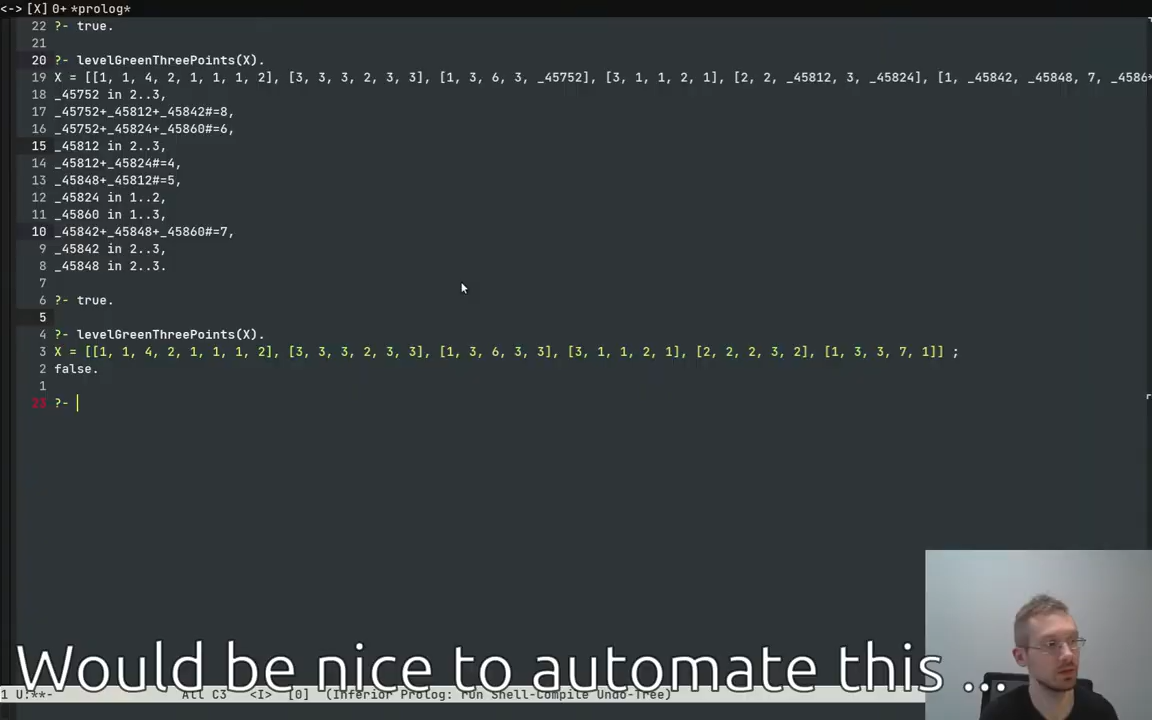 <-> [X] 0+ *prolog*
22 ?- true.
21
20 ?- levelGreenThreePoints(X).
19 X = [[1, 1, 4, 2, 1, 1, 1, 2], [3, 3, 3, 2, 3, 3], [1, 3, 6, 3, _45752], [3, 1, 1, 2, 1], [2, 2, _45812, 3, _45824], [1, _45842, _45848, 7, _4586
18 _45752 in 2..3,
17 _45752+_45812+_45842#=8,
16 _45752+_45824+_45860#=6,
15 _45812 in 2..3,
14 _45812+_45824#=4,
13 _45848+_45812#=5,
12 _45824 in 1..2,
11 _45860 in 1..3,
10 _45842+_45848+_45860#=7,
9 _45842 in 2..3,
8 _45848 in 2..3.
7
6 ?- true.
5
4 ?- levelGreenThreePoints(X).
3 X = [[1, 1, 4, 2, 1, 1, 1, 2], [3, 3, 3, 2, 3, 3], [1, 3, 6, 3, 3], [3, 1, 1, 2, 1], [2, 2, 2, 3, 2], [1, 3, 3, 7, 1]] ;
2 false.
1
23 ?-
Would be nice to automate this ...
1 U:**- All C3 <I> [0] (Inferior Prolog: run Shell-Compile Undo-Tree)